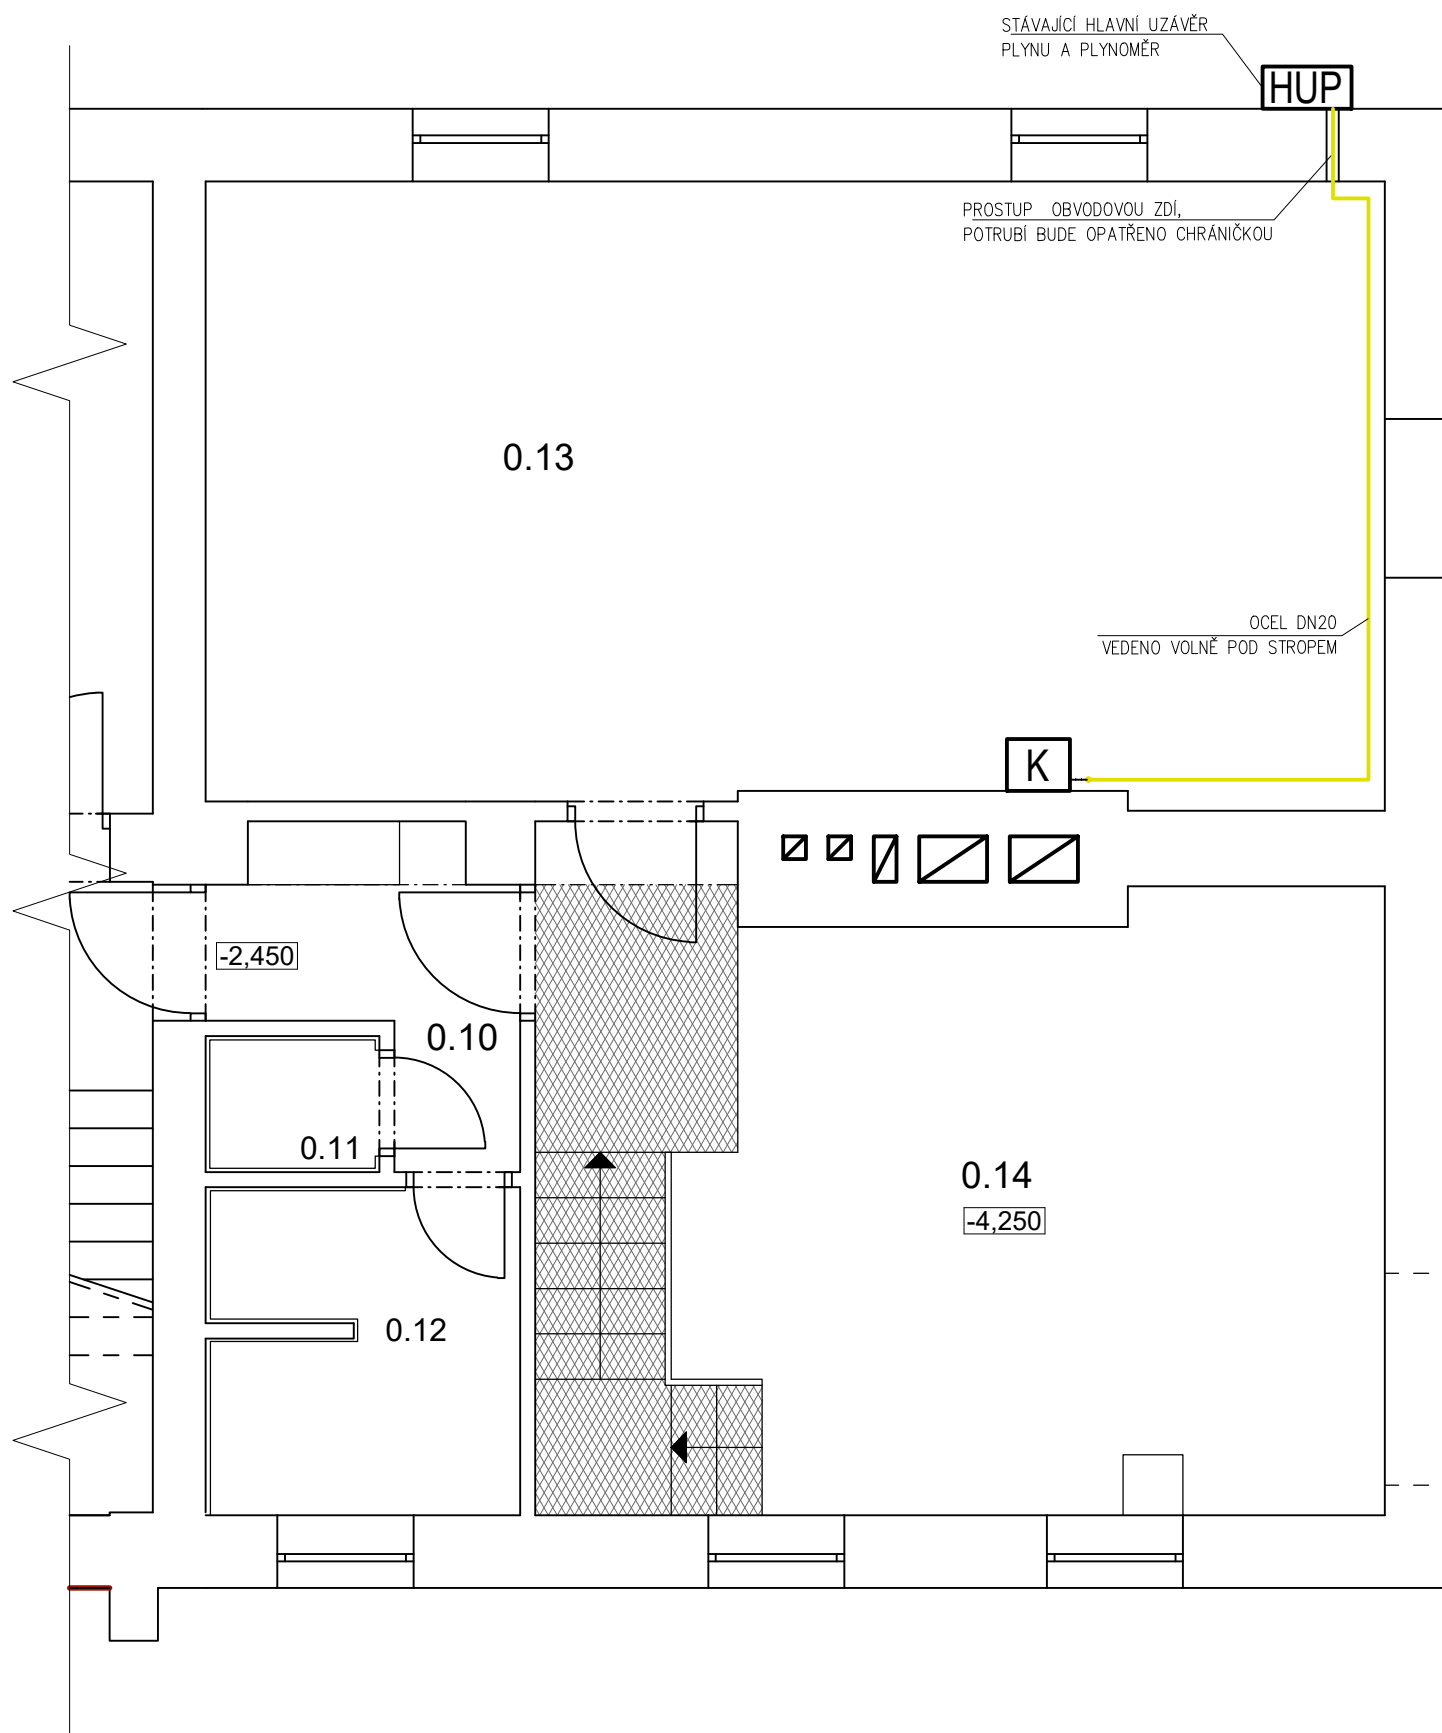 STÁVAJÍCÍ HLAVNÍ UZÁVĚR
PLYNU A PLYNOMĚR
HUP
PROSTUP OBVODOVOU ZDÍ,
POTRUBÍ BUDE OPATŘENO CHRÁNIČKOU
0.13
OCEL DN20
VEDENO VOLNĚ POD STROPEM
K
-2,450
0.10
0.11
0.14
-4,250
0.12